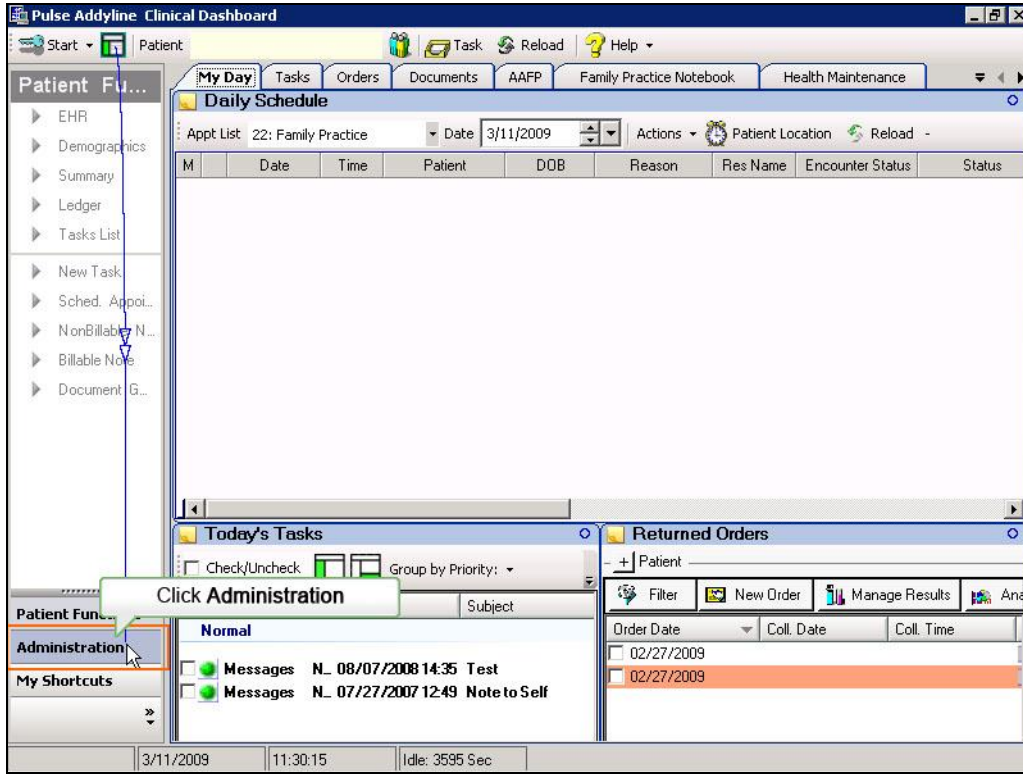 Pulse Addyline Clinical Dashboard
Start Patient Task Reload Help
Patient Fu...
EHR
Demographics
Summary
Ledger
Tasks List
New Task
Sched. Appoi...
NonBillable N...
Billable Note
Document G...
My Day Tasks Orders Documents AAFP Family Practice Notebook Health Maintenance
Daily Schedule
Appt List 22: Family Practice Date 3/11/2009 Actions Patient Location Reload
M Date Time Patient DOB Reason Res Name Encounter Status Status
Today's Tasks
Check/Uncheck Group by Priority:
Subject
Normal
Messages N... 08/07/2008 14:35 Test
Messages N... 07/27/2007 12:49 Note to Self
Returned Orders
+ Patient
Filter New Order Manage Results Ana
Order Date Coll. Date Coll. Time
02/27/2009
02/27/2009
Click Administration
Patient Func
Administration
My Shortcuts
3/11/2009 11:30:15 Idle: 3595 Sec